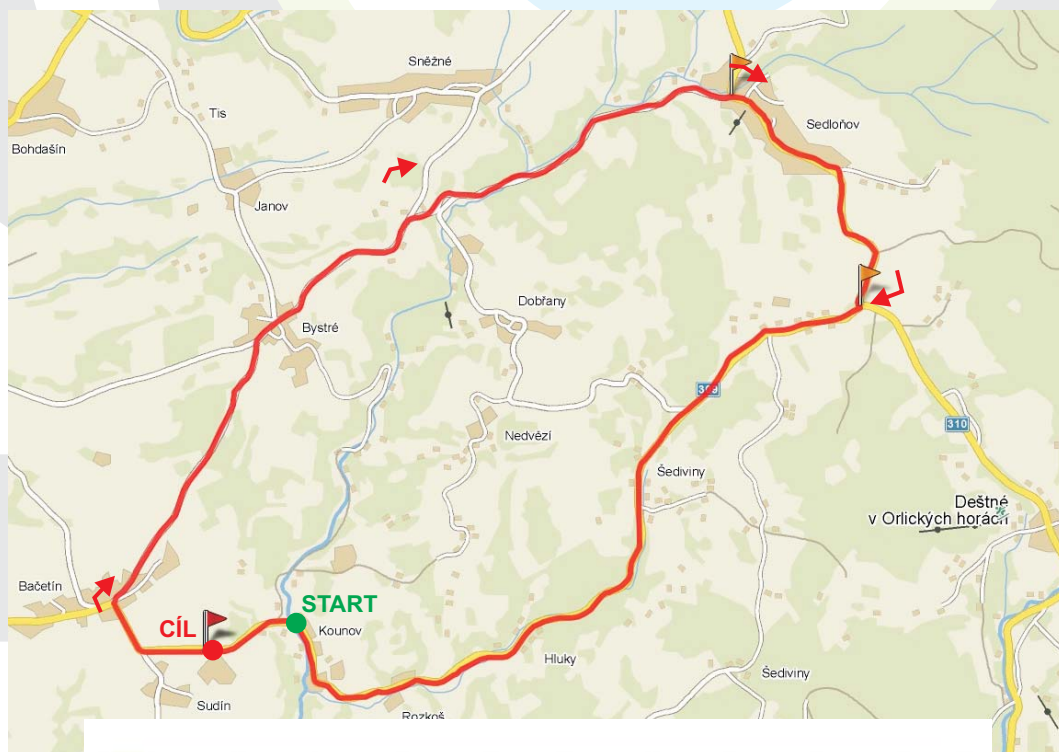 Sněžné
Tis
Sedloňov
Bohdašín
Janov
Dobřany
Bystré
309
310
Nedvězí
Šediviny
Deštné
v Orlických horách
Bačetín
START
CÍL
Kounov
Hluky
Šediviny
Sudín
Rozkoš